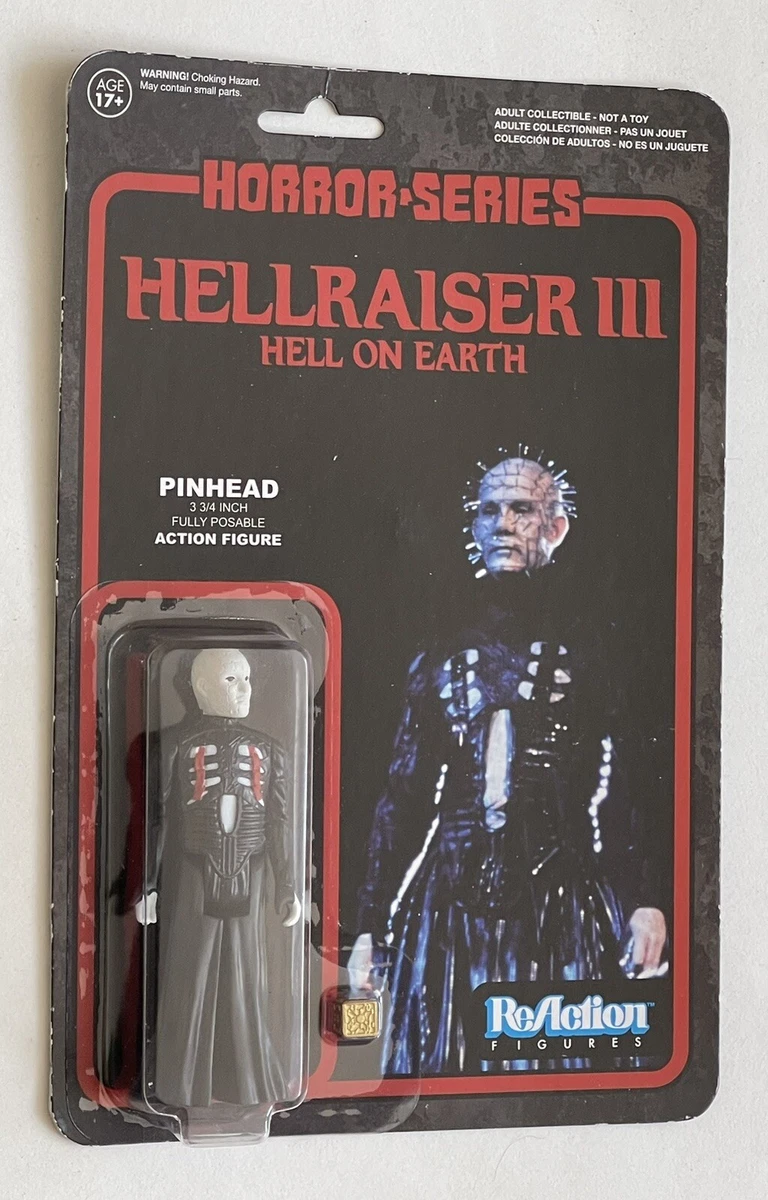 AGE
17+
WARNING! Choking Hazard.
May contain small parts.
ADULT COLLECTIBLE - NOT A TOY
ADULTE COLLECTIONNER - PAS UN JOUET
COLECCIÓN DE ADULTOS - NO ES UN JUGUETE
HORROR SERIES
HELLRAISER III
HELL ON EARTH
PINHEAD
3 3/4 INCH
FULLY POSABLE
ACTION FIGURE
ReAction™
FIGURES